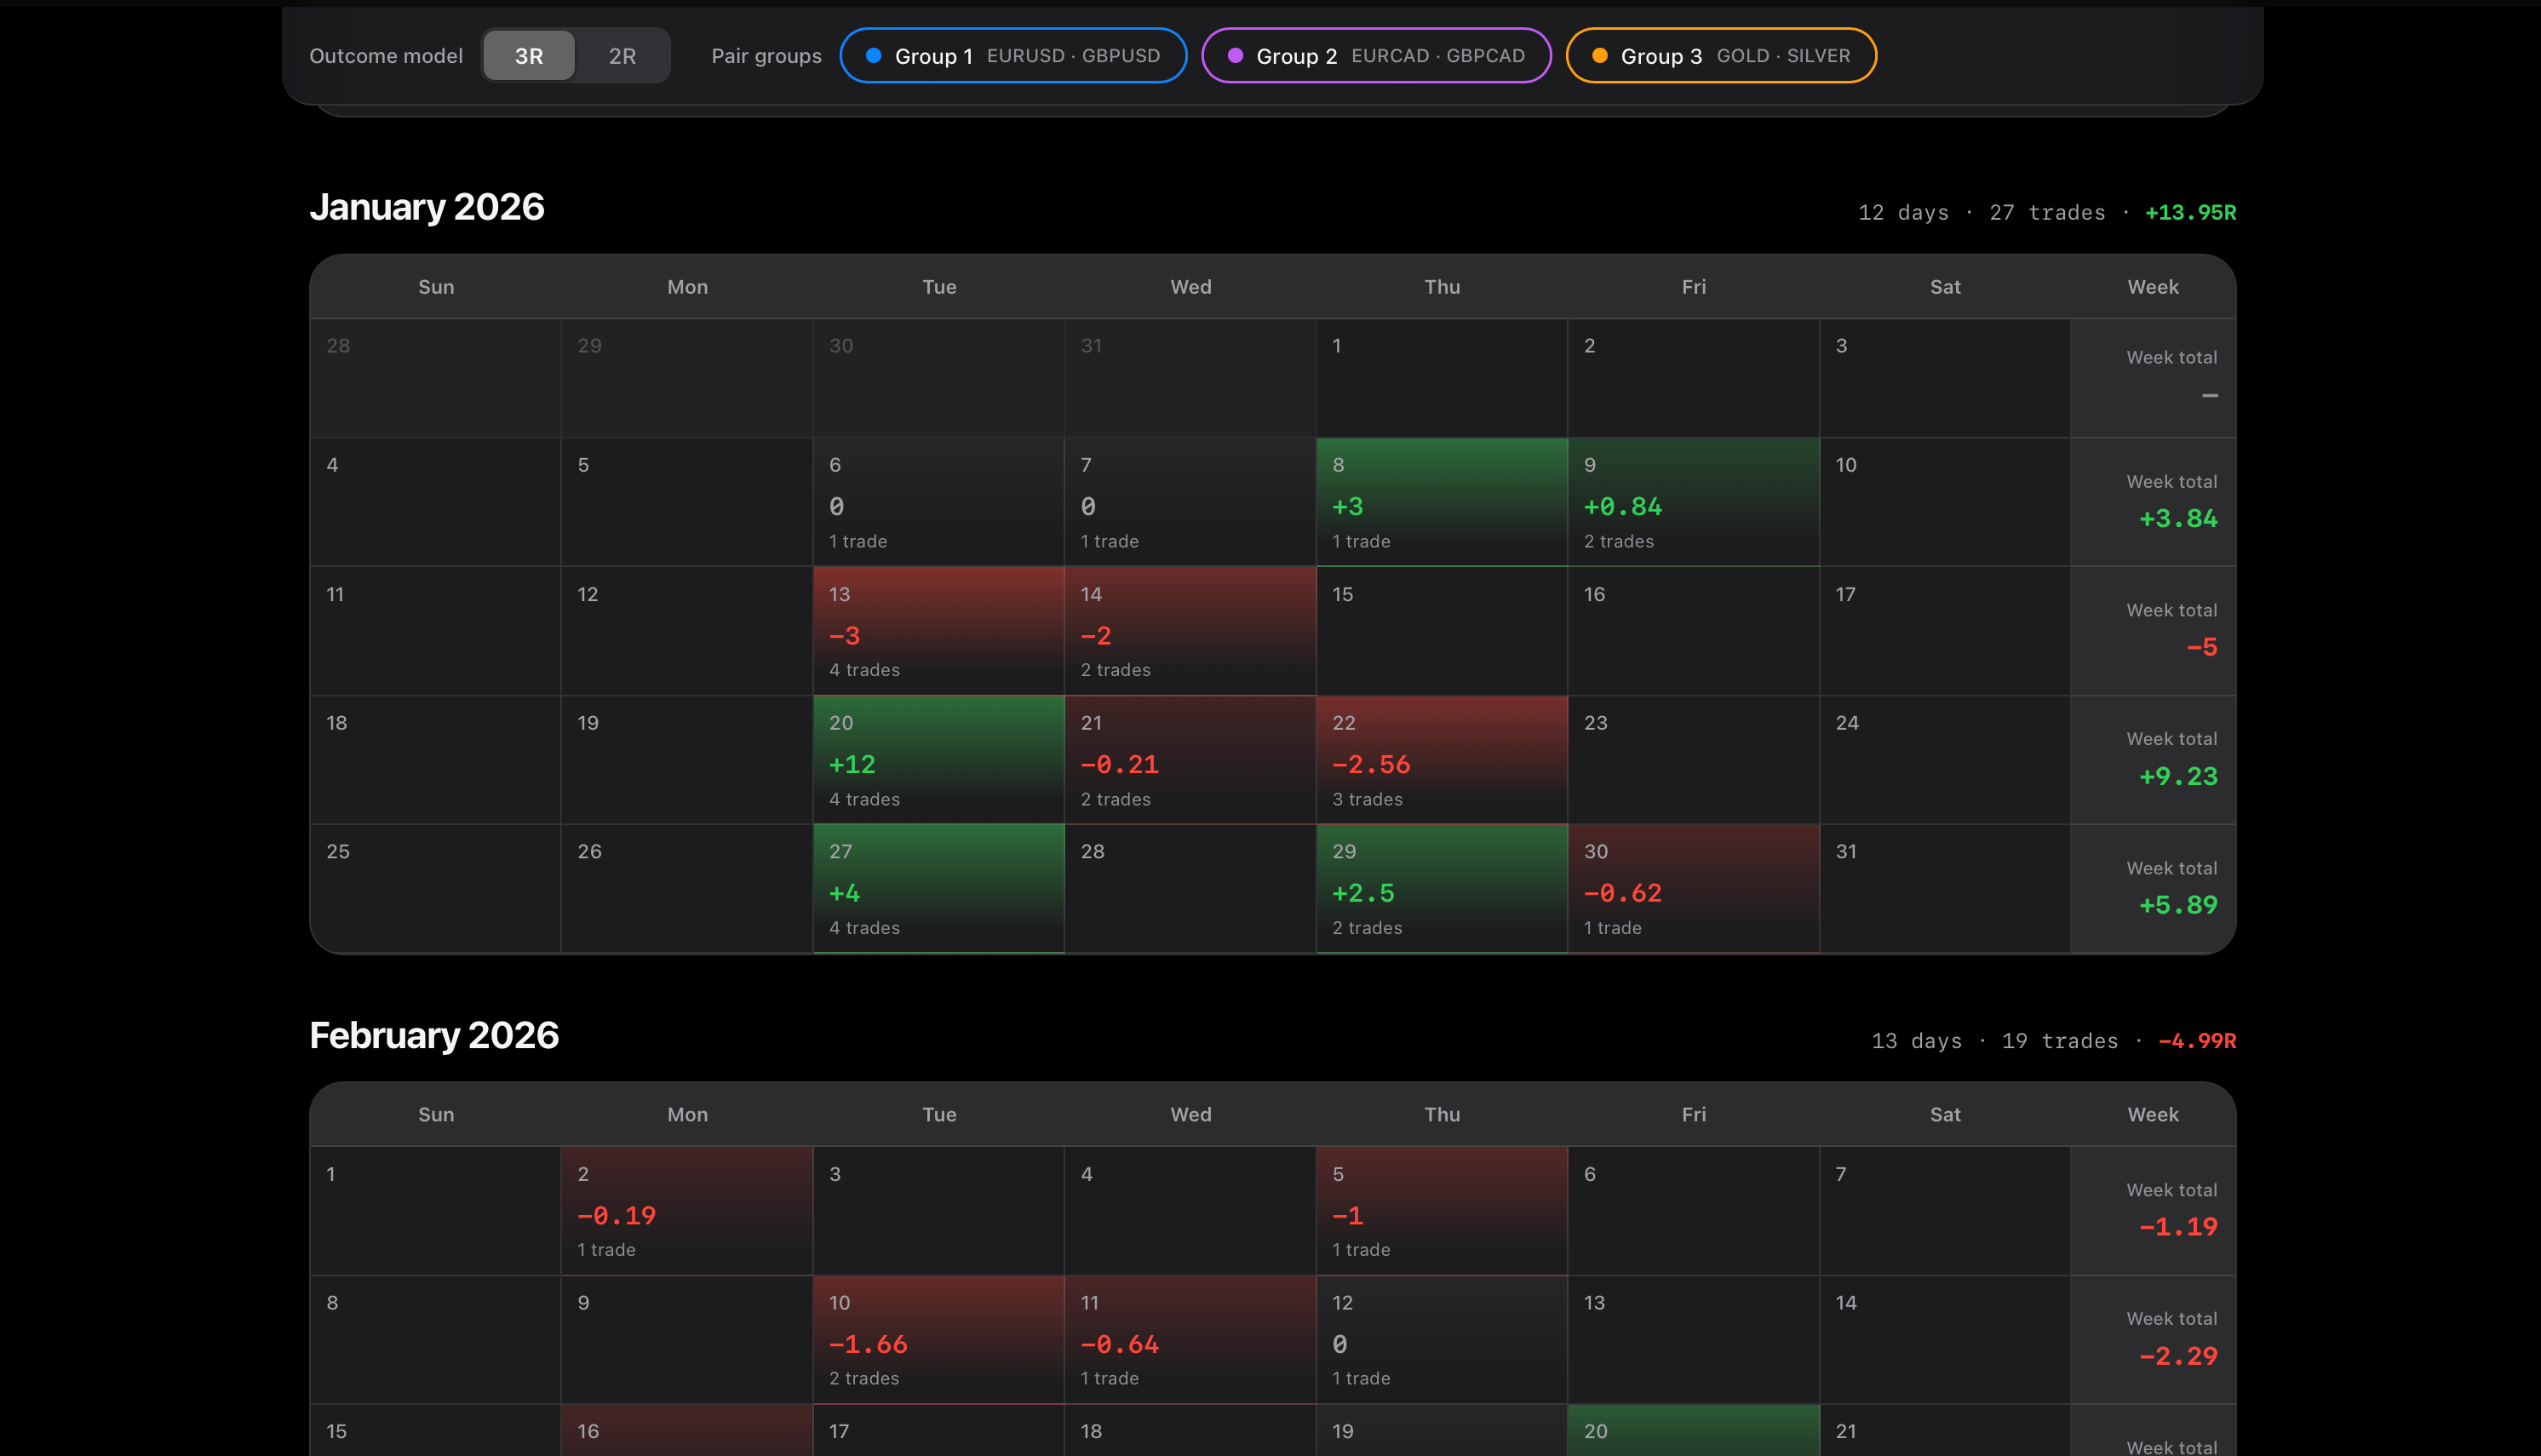 Outcome model 3R 2R Pair groups Group 1 EURUSD · GBPUSD Group 2 EURCAD · GBPCAD Group 3 GOLD · SILVER
January 2026 12 days · 27 trades · +13.95R
Sun Mon Tue Wed Thu Fri Sat Week
28 29 30 31 1 2 3 Week total
—
4 5 6 7 8 9 10 Week total
0 0 +3 +0.84 +3.84
1 trade 1 trade 1 trade 2 trades
11 12 13 14 15 16 17 Week total
−3 −2 −5
4 trades 2 trades
18 19 20 21 22 23 24 Week total
+12 −0.21 −2.56 +9.23
4 trades 2 trades 3 trades
25 26 27 28 29 30 31 Week total
+4 +2.5 −0.62 +5.89
4 trades 2 trades 1 trade
February 2026 13 days · 19 trades · −4.99R
Sun Mon Tue Wed Thu Fri Sat Week
1 2 3 4 5 6 7 Week total
−0.19 −1 −1.19
1 trade 1 trade
8 9 10 11 12 13 14 Week total
−1.66 −0.64 0 −2.29
2 trades 1 trade 1 trade
15 16 17 18 19 20 21 Week total